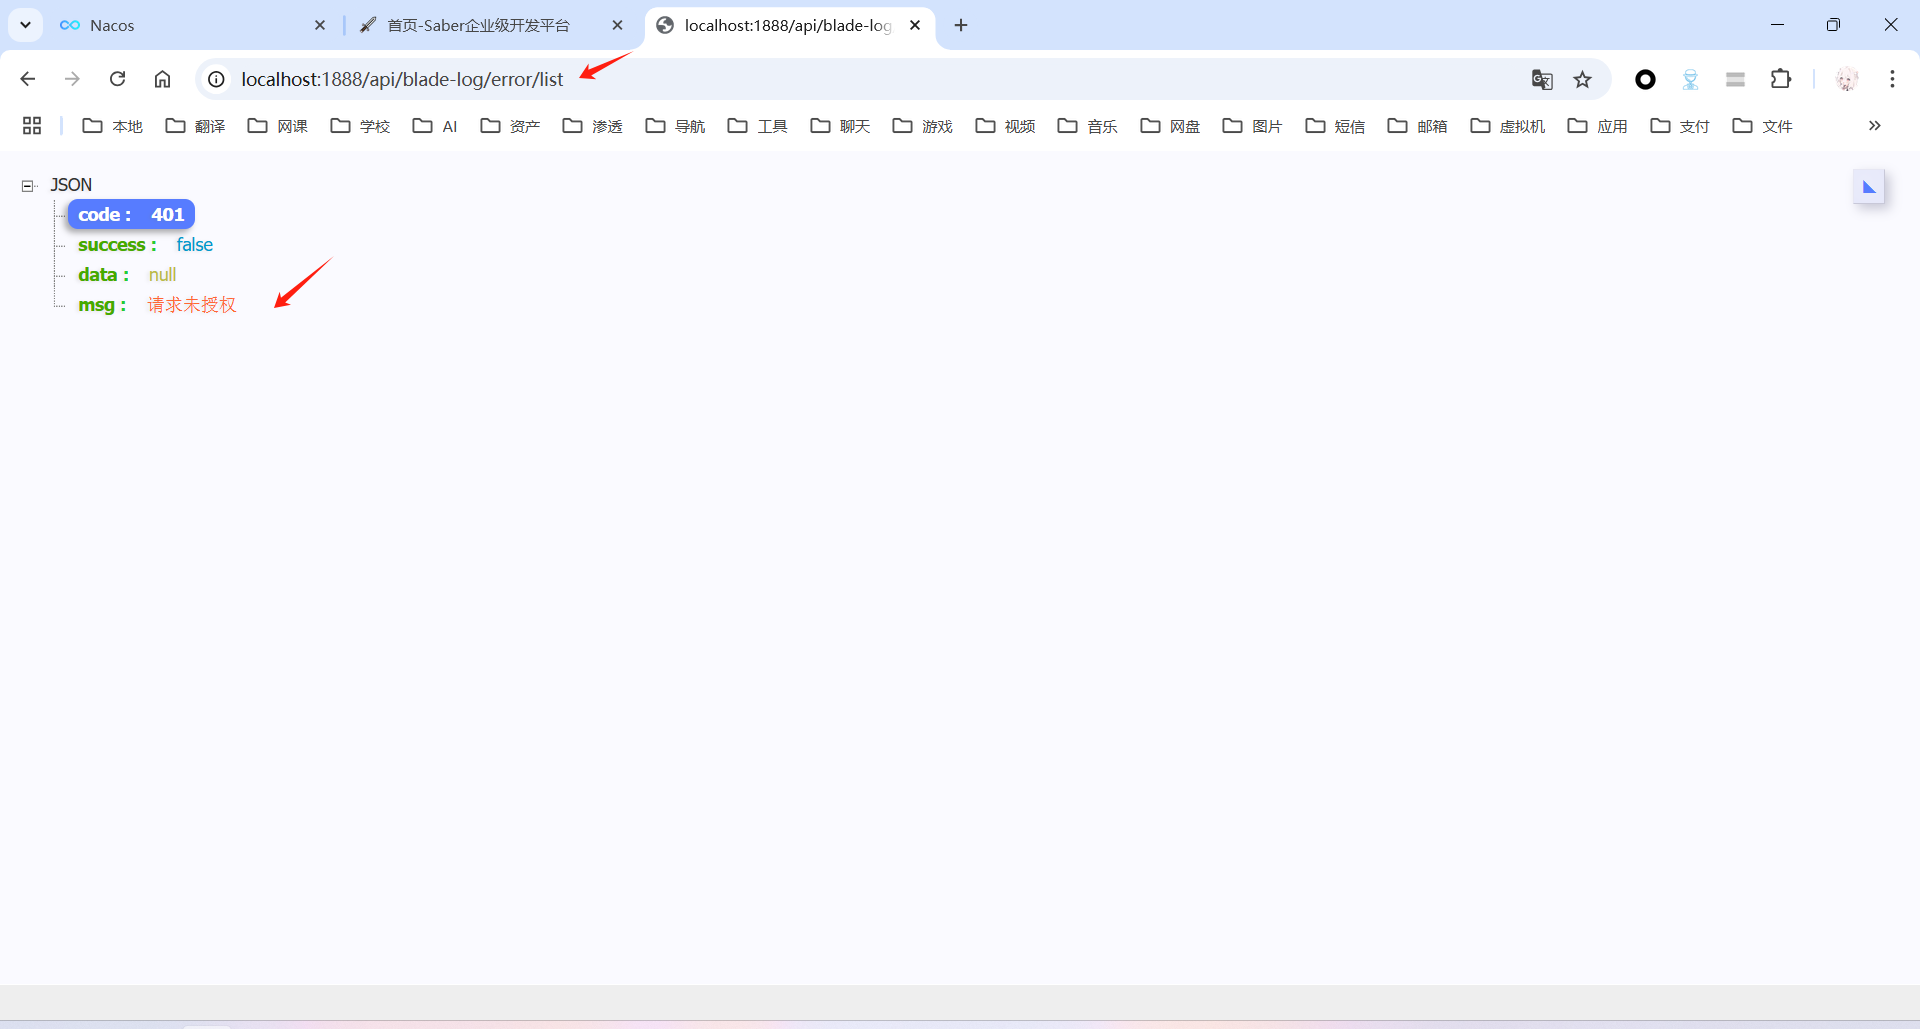 Nacos
首页-Saber企业级开发平台
localhost:1888/api/blade-log
localhost:1888/api/blade-log/error/list
本地 翻译 网课 学校 AI 资产 渗透 导航 工具 聊天 游戏 视频 音乐 网盘 图片 短信 邮箱 虚拟机 应用 支付 文件
JSON
code : 401
success : false
data : null
msg : 请求未授权